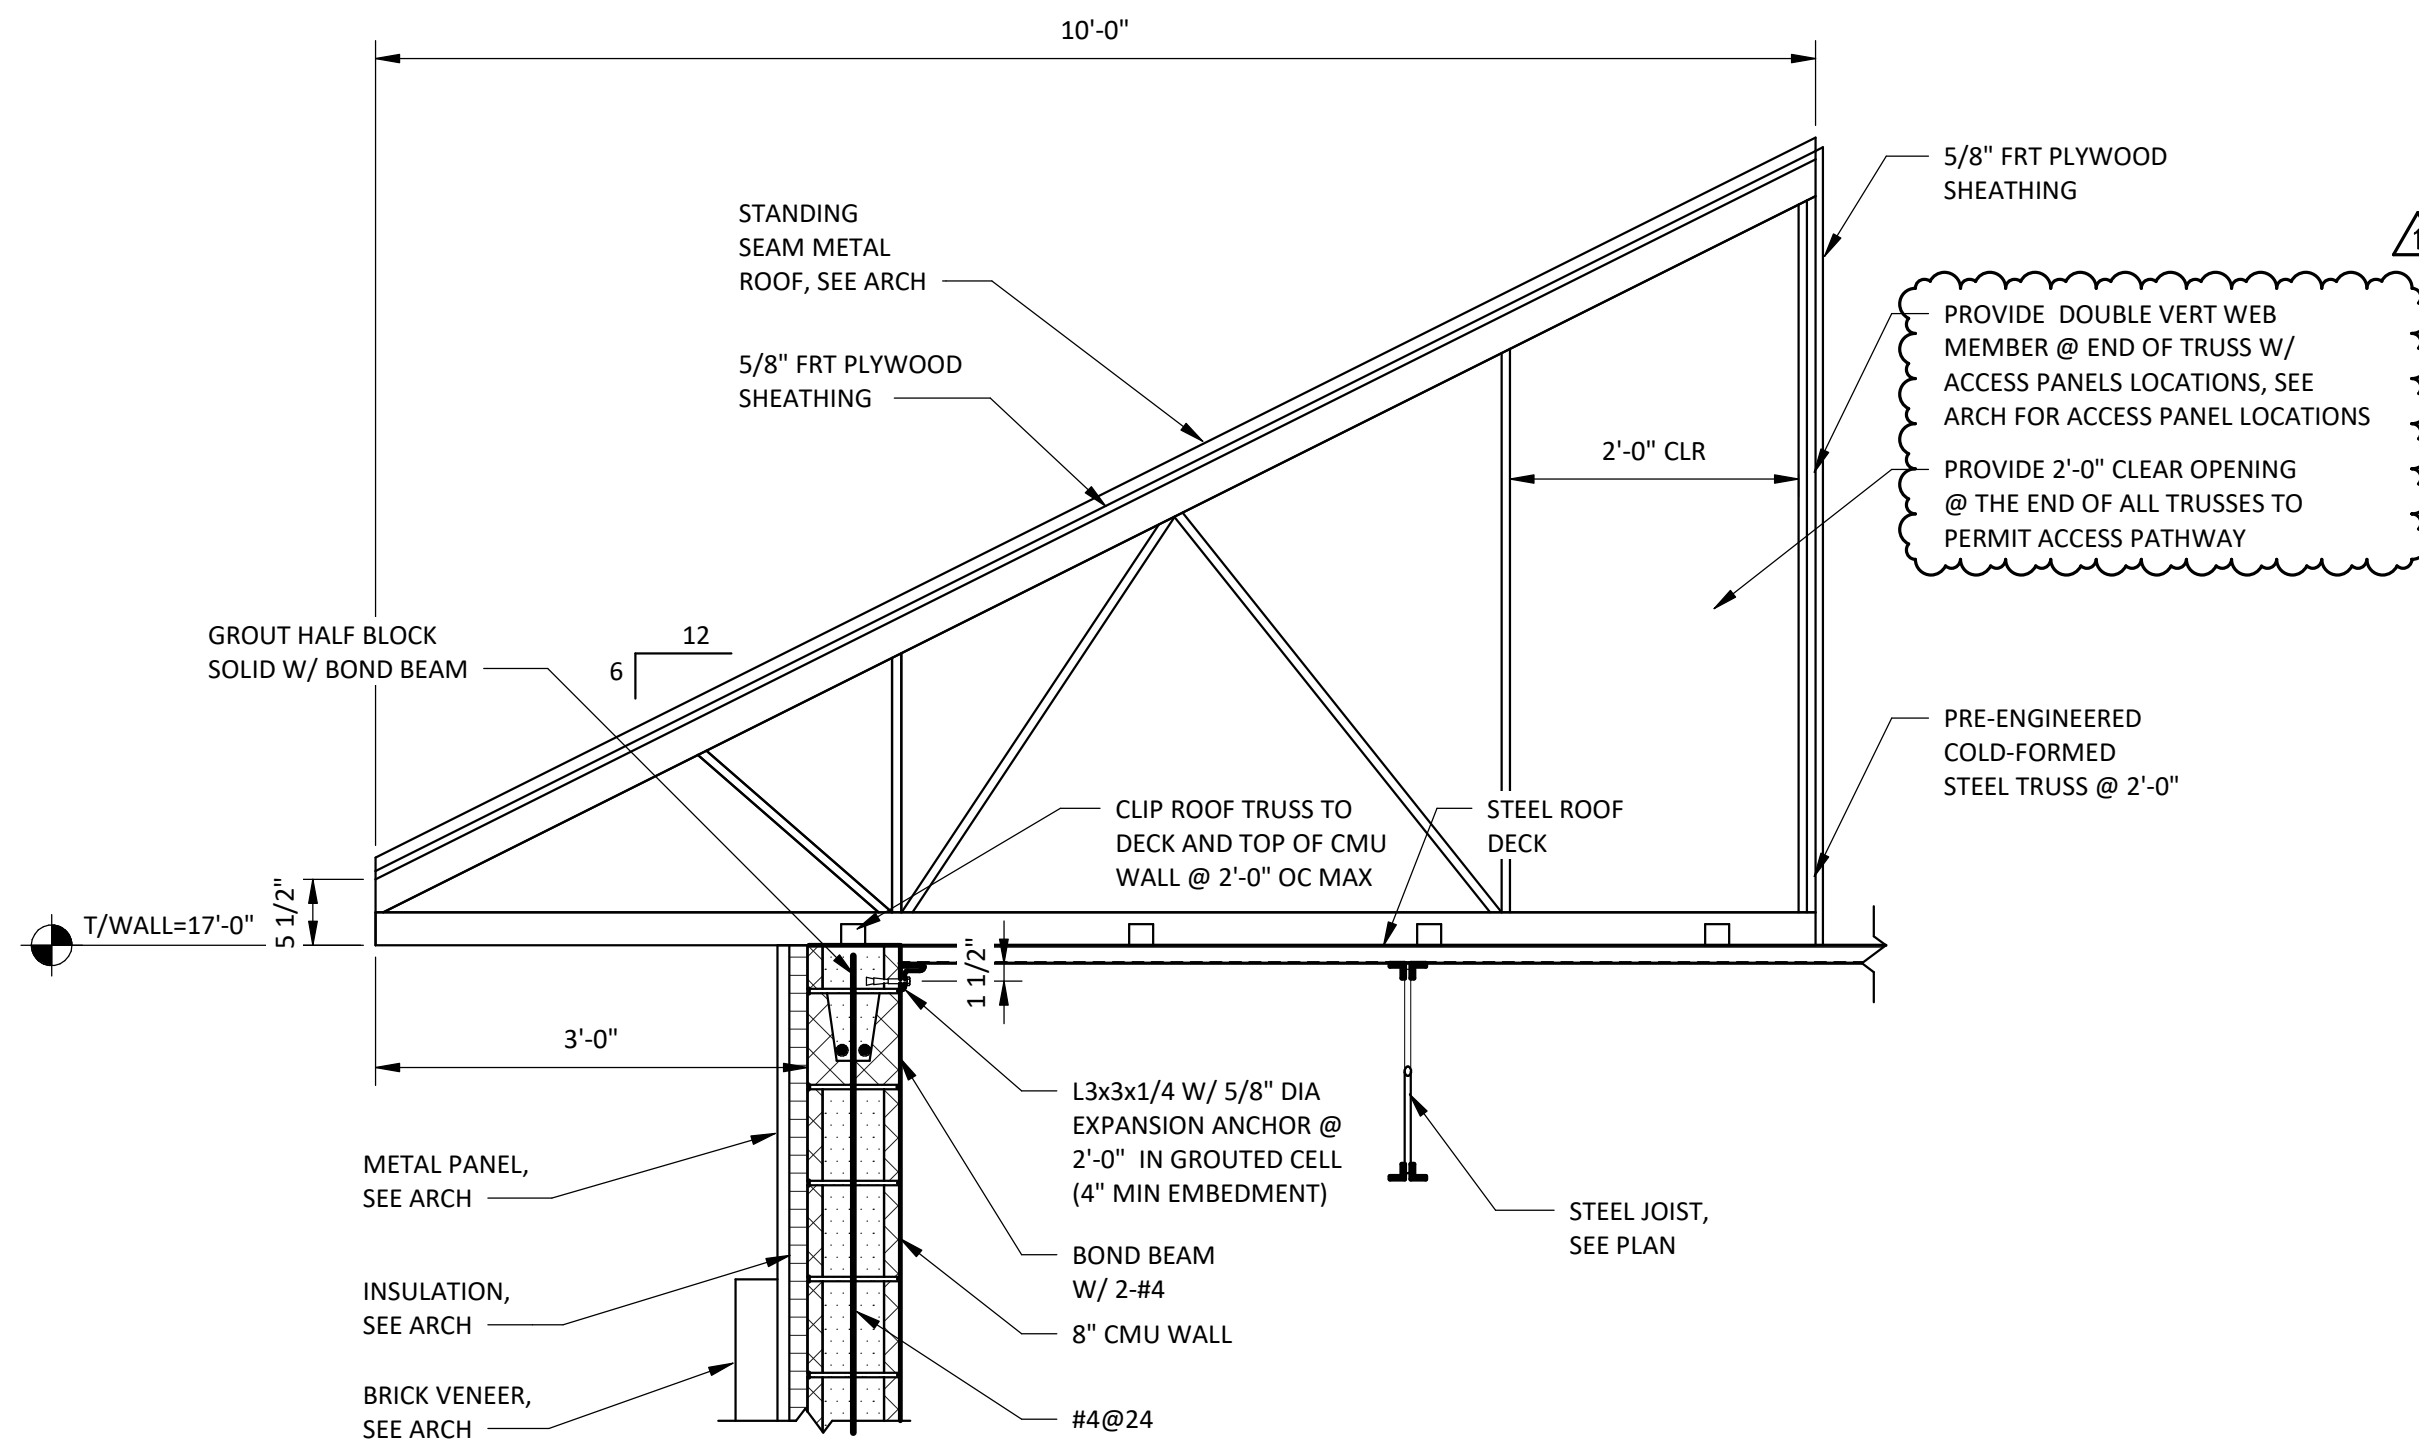 10'-0"
5/8" FRT PLYWOOD
SHEATHING
STANDING
SEAM METAL
ROOF, SEE ARCH
1
PROVIDE  DOUBLE VERT WEB
MEMBER @ END OF TRUSS W/
ACCESS PANELS LOCATIONS, SEE
ARCH FOR ACCESS PANEL LOCATIONS
5/8" FRT PLYWOOD
SHEATHING
2'-0" CLR
PROVIDE 2'-0" CLEAR OPENING
@ THE END OF ALL TRUSSES TO
PERMIT ACCESS PATHWAY
GROUT HALF BLOCK
SOLID W/ BOND BEAM
12
6
PRE-ENGINEERED
COLD-FORMED
STEEL TRUSS @ 2'-0"
CLIP ROOF TRUSS TO
DECK AND TOP OF CMU
WALL @ 2'-0" OC MAX
STEEL ROOF
DECK
T/WALL=17'-0"
5 1/2"
1 1/2"
3'-0"
L3x3x1/4 W/ 5/8" DIA
EXPANSION ANCHOR @
2'-0"  IN GROUTED CELL
(4" MIN EMBEDMENT)
METAL PANEL,
SEE ARCH
STEEL JOIST,
SEE PLAN
BOND BEAM
W/ 2-#4
INSULATION,
SEE ARCH
8" CMU WALL
BRICK VENEER,
SEE ARCH
#4@24